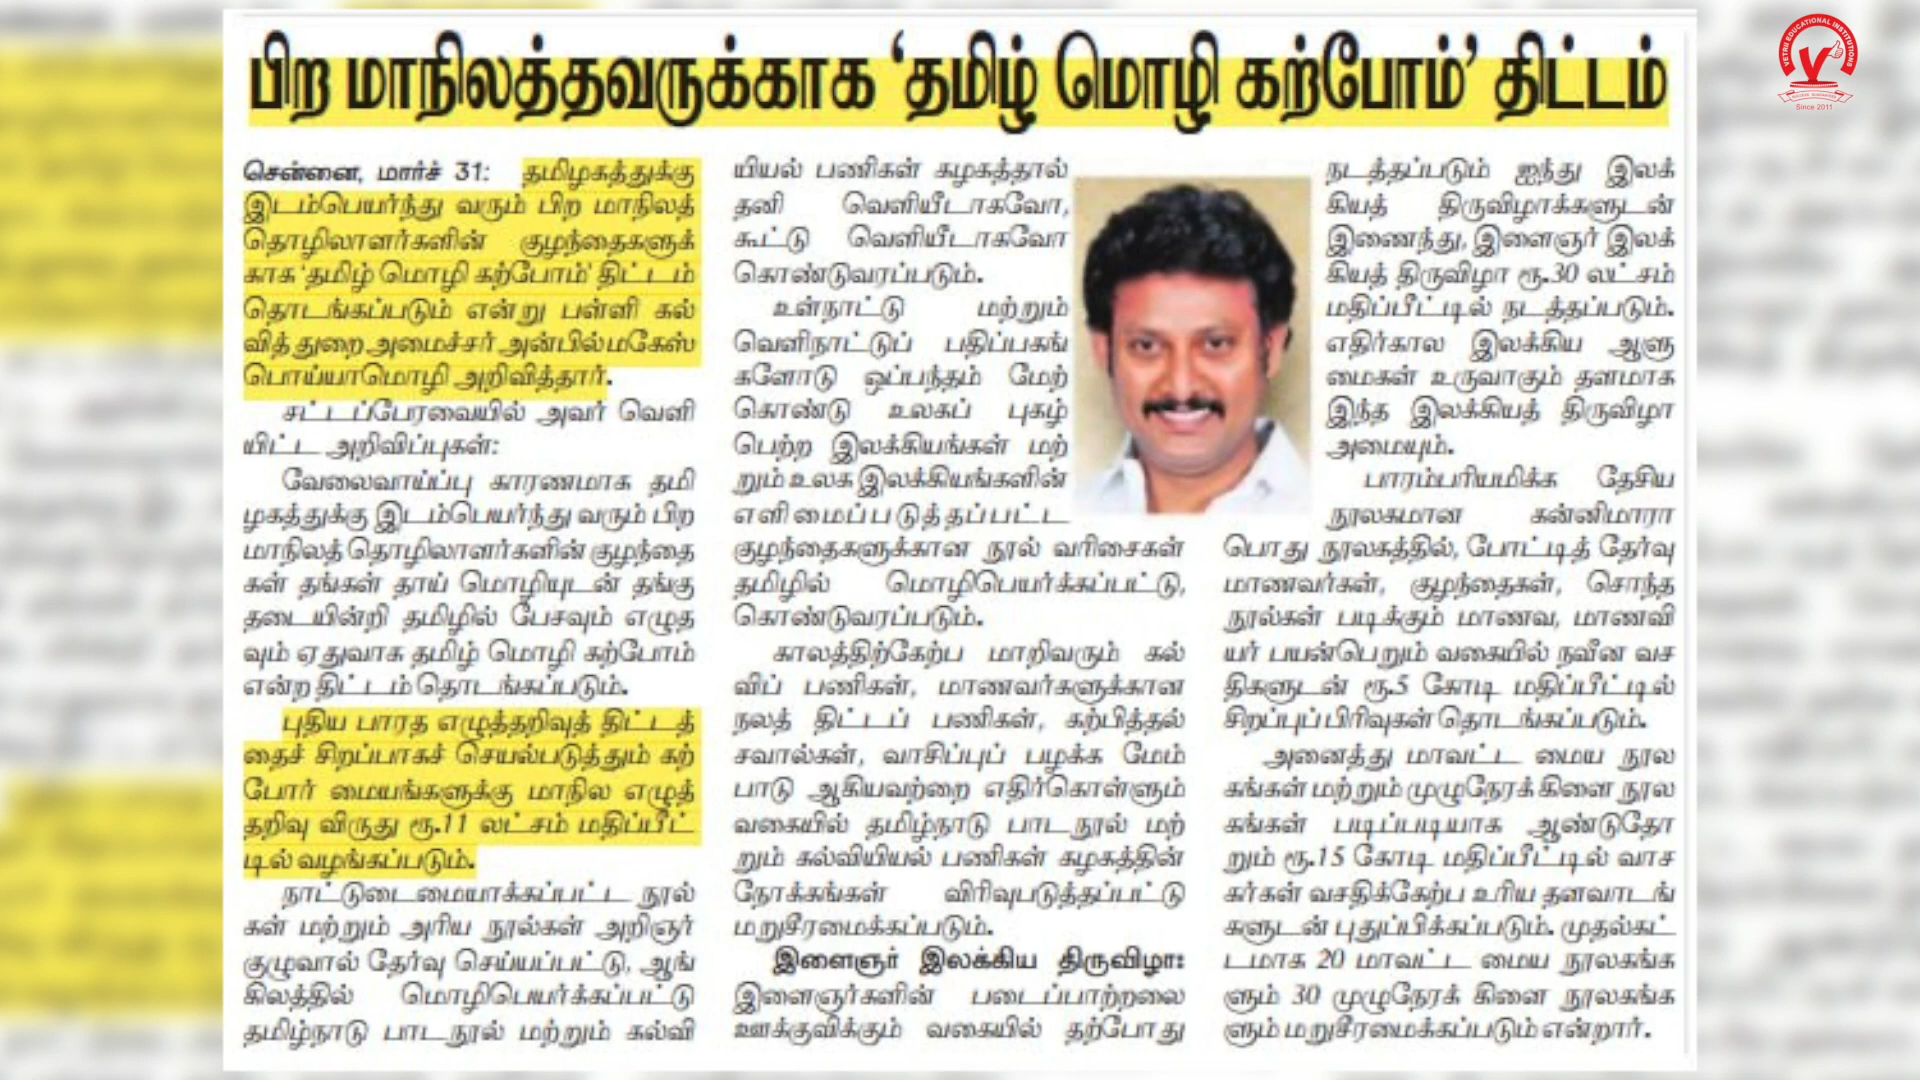 பிற மாநிலத்தவருக்காக ‘தமிழ் மொழி கற்போம்’ திட்டம்
சென்னை, மார்ச் 31: தமிழகத்துக்கு
இடம்பெயர்ந்து வரும் பிற மாநிலத்
தொழிலாளர்களின் குழந்தைகளுக்
காக 'தமிழ் மொழி கற்போம்' திட்டம்
தொடங்கப்படும் என்று பள்ளி கல்
வித் துறை அமைச்சர் அன்பில் மகேஸ்
பொய்யாமொழி அறிவித்தார்.
சட்டப்பேரவையில் அவர் வெளி
யிட்ட அறிவிப்புகள்:
வேலைவாய்ப்பு காரணமாக தமி
ழகத்துக்கு இடம்பெயர்ந்து வரும் பிற
மாநிலத் தொழிலாளர்களின் குழந்தை
கள் தங்கள் தாய் மொழியுடன் தங்கு
தடையின்றி தமிழில் பேசவும் எழுத
வும் ஏதுவாக தமிழ் மொழி கற்போம்
என்ற திட்டம் தொடங்கப்படும்.
புதிய பாரத எழுத்தறிவுத் திட்டத்
தைச் சிறப்பாகச் செயல்படுத்தும் கற்
போர் மையங்களுக்கு மாநில எழுத்
தறிவு விருது ரூ.11 லட்சம் மதிப்பீட்
டில் வழங்கப்படும்.
நாட்டுடைமையாக்கப்பட்ட நூல்
கள் மற்றும் அரிய நூல்கள் அறிஞர்
குழுவால் தேர்வு செய்யப்பட்டு, ஆங்
கிலத்தில் மொழிபெயர்க்கப்பட்டு
தமிழ்நாடு பாடநூல் மற்றும் கல்வி
யியல் பணிகள் கழகத்தால்
தனி வெளியீடாகவோ,
கூட்டு வெளியீடாகவோ
கொண்டுவரப்படும்.
உள்நாட்டு மற்றும்
வெளிநாட்டுப் பதிப்பகங்
களோடு ஒப்பந்தம் மேற்
கொண்டு உலகப் புகழ்
பெற்ற இலக்கியங்கள் மற்
றும் உலக இலக்கியங்களின்
எளிமைப்படுத்தப்பட்ட
குழந்தைகளுக்கான நூல் வரிசைகள்
தமிழில் மொழிபெயர்க்கப்பட்டு,
கொண்டுவரப்படும்.
காலத்திற்கேற்ப மாறிவரும் கல்
விப் பணிகள், மாணவர்களுக்கான
நலத் திட்டப் பணிகள், கற்பித்தல்
சவால்கள், வாசிப்புப் பழக்க மேம்
பாடு ஆகியவற்றை எதிர்கொள்ளும்
வகையில் தமிழ்நாடு பாடநூல் மற்
றும் கல்வியியல் பணிகள் கழகத்தின்
நோக்கங்கள் விரிவுபடுத்தப்பட்டு
மறுசீரமைக்கப்படும்.
இளைஞர் இலக்கிய திருவிழா:
இளைஞர்களின் படைப்பாற்றலை
ஊக்குவிக்கும் வகையில் தற்போது
நடத்தப்படும் ஐந்து இலக்
கியத் திருவிழாக்களுடன்
இணைந்து, இளைஞர் இலக்
கியத் திருவிழா ரூ.30 லட்சம்
மதிப்பீட்டில் நடத்தப்படும்.
எதிர்கால இலக்கிய ஆளு
மைகள் உருவாகும் தளமாக
இந்த இலக்கியத் திருவிழா
அமையும்.
பாரம்பரியமிக்க தேசிய
நூலகமான கன்னிமாரா
பொது நூலகத்தில், போட்டித் தேர்வு
மாணவர்கள், குழந்தைகள், சொந்த
நூல்கள் படிக்கும் மாணவ, மாணவி
யர் பயன்பெறும் வகையில் நவீன வச
திகளுடன் ரூ.5 கோடி மதிப்பீட்டில்
சிறப்புப் பிரிவுகள் தொடங்கப்படும்.
அனைத்து மாவட்ட மைய நூல
கங்கள் மற்றும் முழுநேரக் கிளை நூல
கங்கள் படிப்படியாக ஆண்டுதோ
றும் ரூ.15 கோடி மதிப்பீட்டில் வாச
கர்கள் வசதிக்கேற்ப உரிய தளவாடங்
களுடன் புதுப்பிக்கப்படும். முதல்கட்
டமாக 20 மாவட்ட மைய நூலகங்க
ளும் 30 முழுநேரக் கிளை நூலகங்க
ளும் மறுசீரமைக்கப்படும் என்றார்.
VETRII EDUCATIONAL INSTITUTIONS
Since 2011